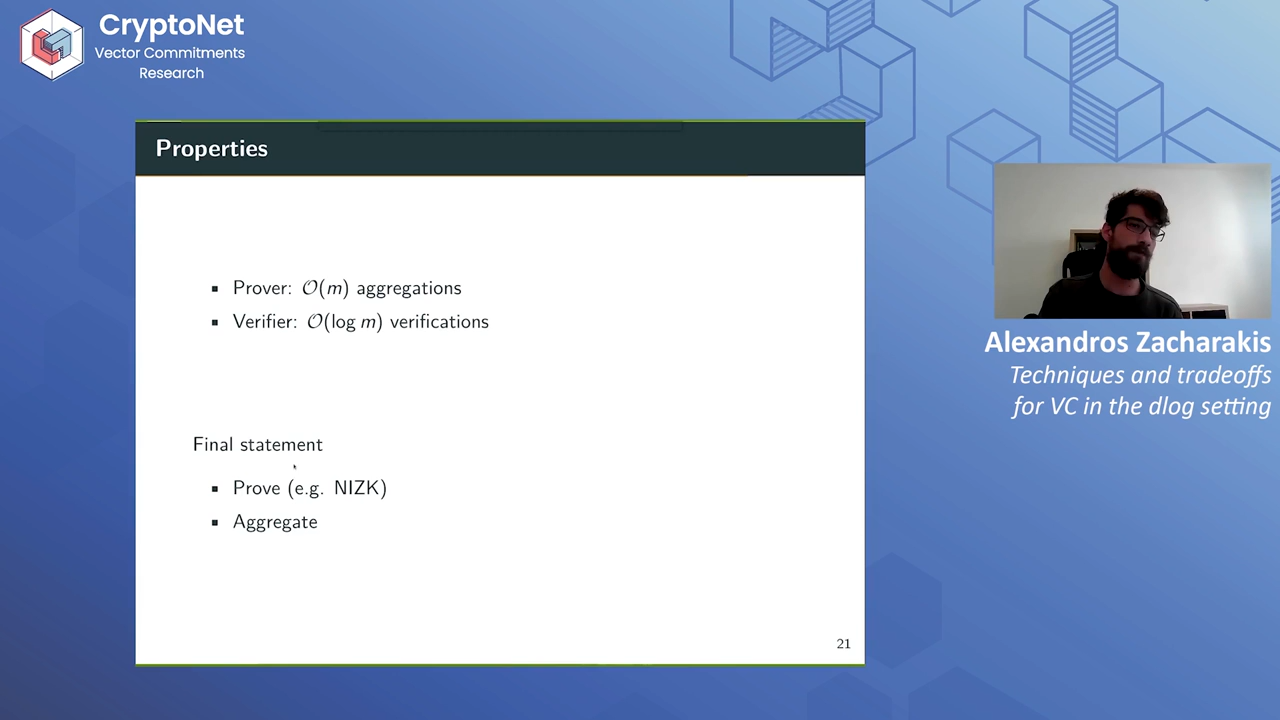 CryptoNet
Vector Commitments
Research
Properties
▪ Prover: O(m) aggregations
▪ Verifier: O(log m) verifications
Final statement
▪ Prove (e.g. NIZK)
▪ Aggregate
21
Alexandros Zacharakis
Techniques and tradeoffs
for VC in the dlog setting